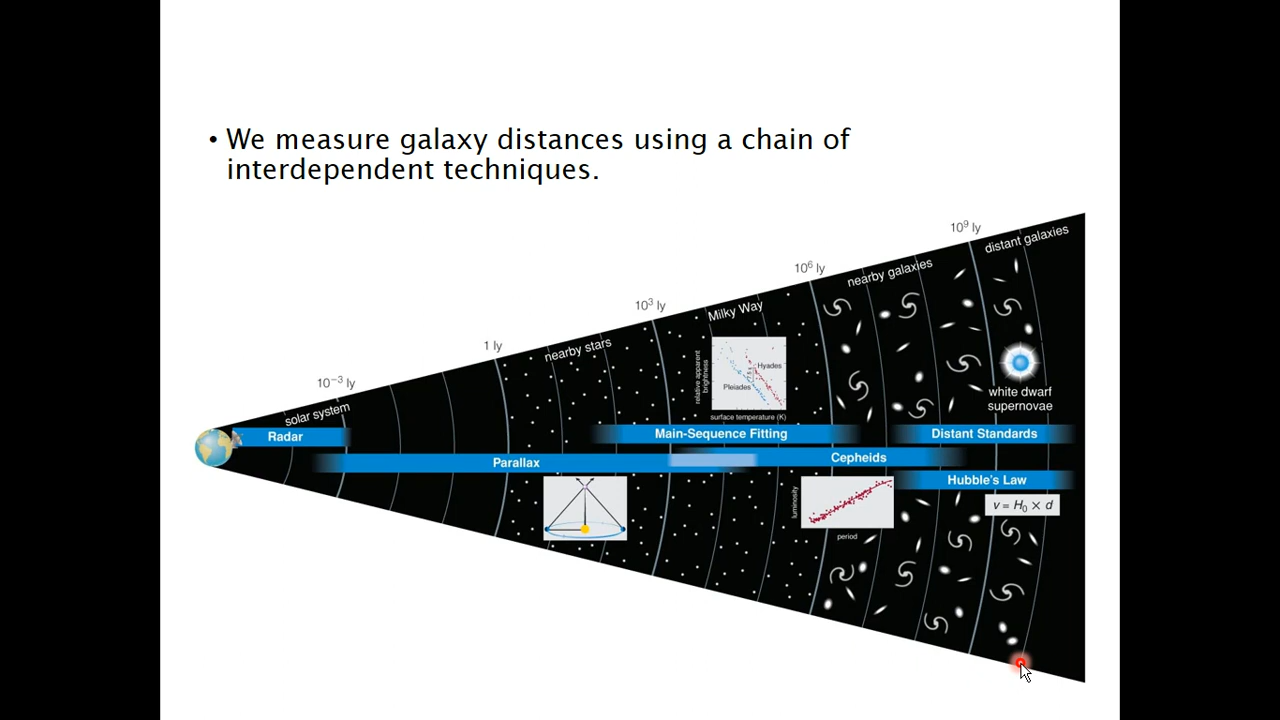 • We measure galaxy distances using a chain of
interdependent techniques.
10⁹ ly
distant galaxies
10⁶ ly
nearby galaxies
10³ ly
Milky Way
1 ly
nearby stars
10⁻³ ly
solar system
relative apparent
brightness
Hyades
Pleiades
surface temperature (K)
white dwarf
supernovae
Radar
Main-Sequence Fitting
Distant Standards
Parallax
Cepheids
Hubble's Law
luminosity
period
v = H₀ × d